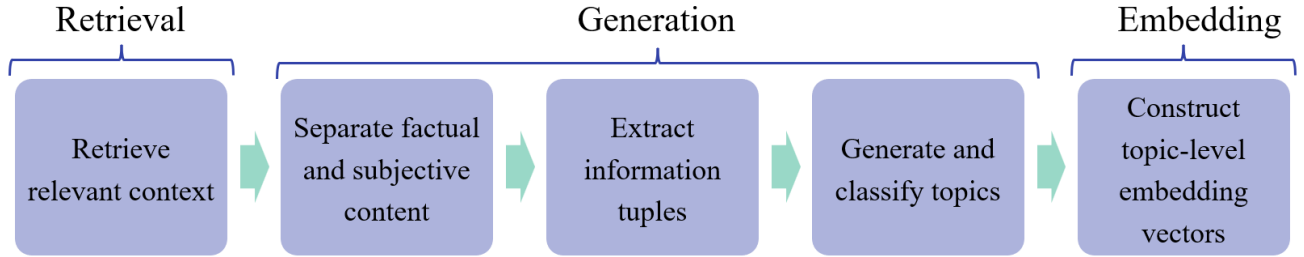 Retrieval
Generation
Embedding
Retrieve
relevant context
Separate factual
and subjective
content
Extract
information
tuples
Generate and
classify topics
Construct
topic-level
embedding
vectors